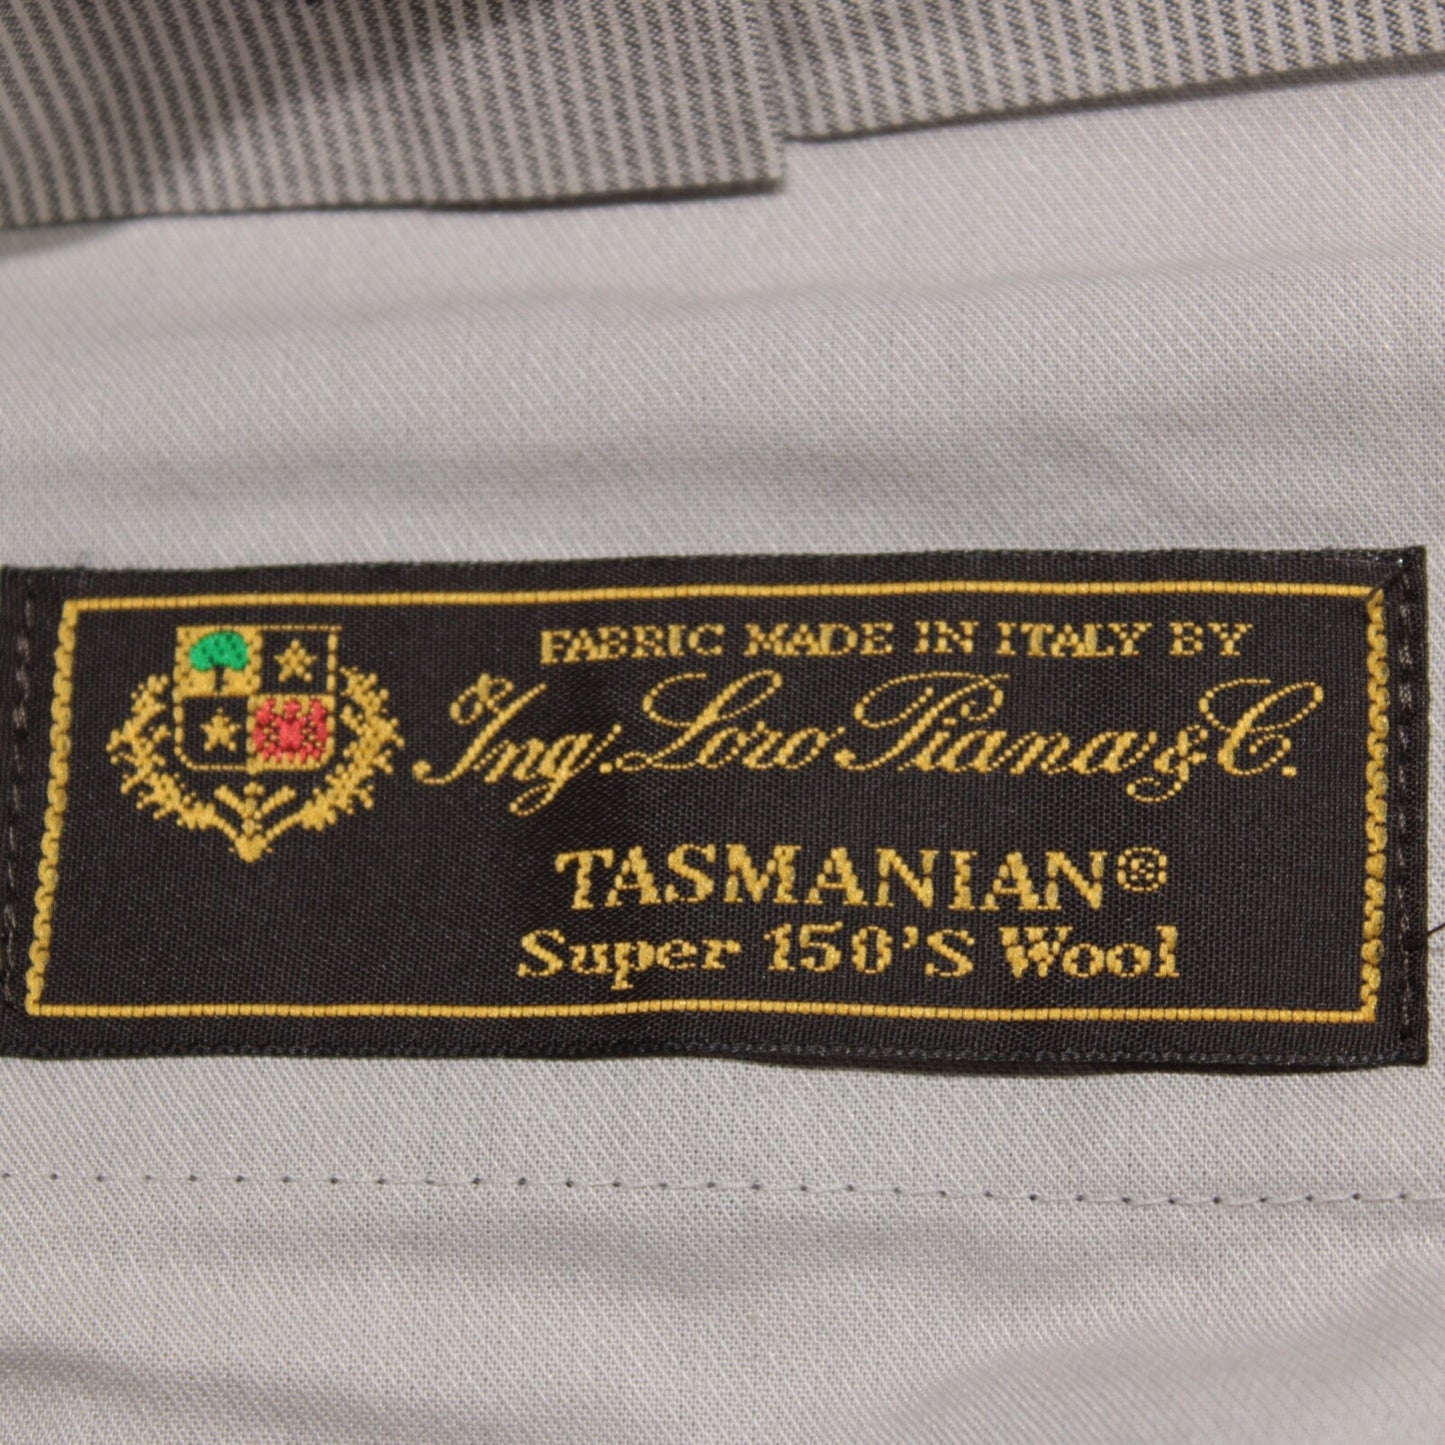 FABRIC MADE IN ITALY BY
Ing. Loro Piana & C.
TASMANIAN®
Super 150'S Wool